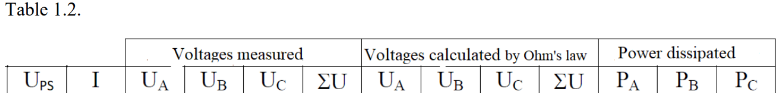 Table 1.2.
Voltages measured Voltages calculated by Ohm's law Power dissipated
UPS I UA UB UC ΣU UA UB UC ΣU PA PB PC